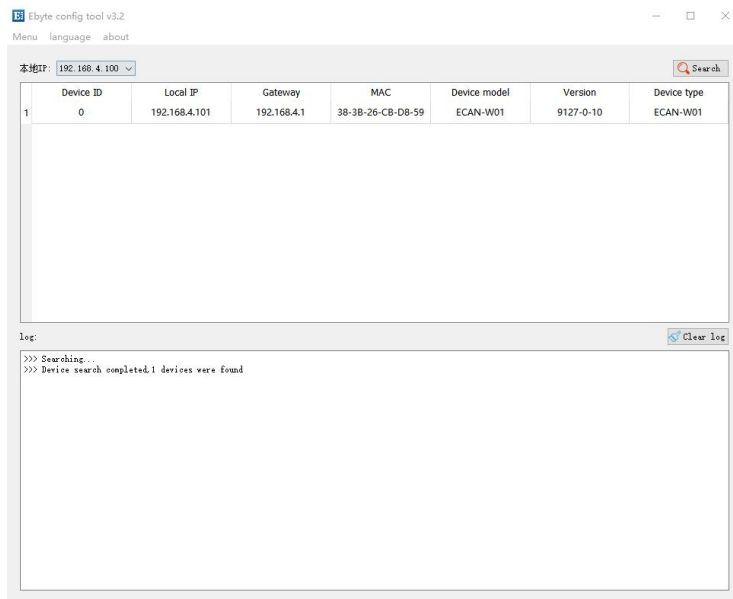 Ebyte config tool v3.2
Menu language about
本地IP: 192.168.4.100 Search
Device ID Local IP Gateway MAC Device model Version Device type
1 0 192.168.4.101 192.168.4.1 38-3B-26-CB-D8-59 ECAN-W01 9127-0-10 ECAN-W01
log: Clear log
>>> Searching...
>>> Device search completed,1 devices were found